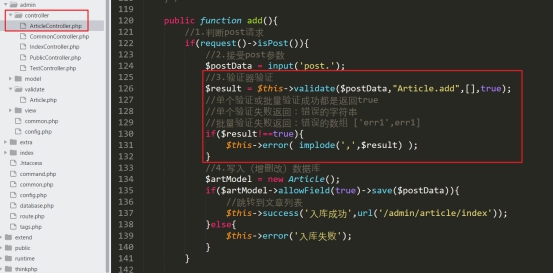 admin
controller
ArticleController.php
CommonController.php
IndexController.php
PublicController.php
TestController.php
model
validate
Article.php
view
common.php
config.php
extra
index
.htaccess
command.php
common.php
config.php
database.php
route.php
tags.php
extend
public
runtime
thinkphp
119
120 public function add(){
121 //1.判断post请求
122 if(request()->isPost()){
123 //2.接受post参数
124 $postData = input('post.');
125 //3.验证器验证
126 $result = $this->validate($postData,"Article.add",[],true);
127 //单个验证或批量验证成功都是返回true
128 //单个验证失败返回：错误的字符串
129 //批量验证失败返回：错误的数组 ['err1',err1]
130 if($result!==true){
131 $this->error( implode(',',$result) );
132 }
133 //4.写入（增删改）数据库
134 $artModel = new Article();
135 if($artModel->allowField(true)->save($postData)){
136 //跳转到文章列表
137 $this->success('入库成功',url('/admin/article/index'));
138 }else{
139 $this->error('入库失败');
140 }
141 }
142